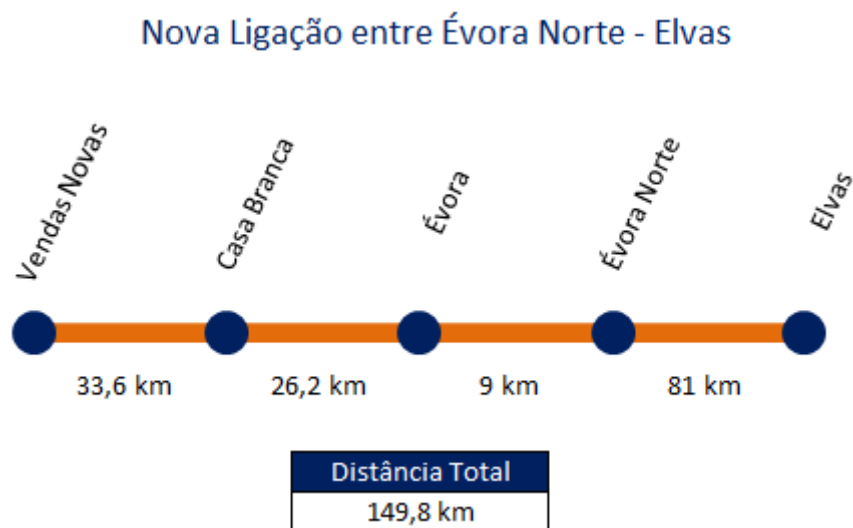 Nova Ligação entre Évora Norte - Elvas
Vendas Novas
Casa Branca
Évora
Évora Norte
Elvas
33,6 km
26,2 km
9 km
81 km
Distância Total
149,8 km